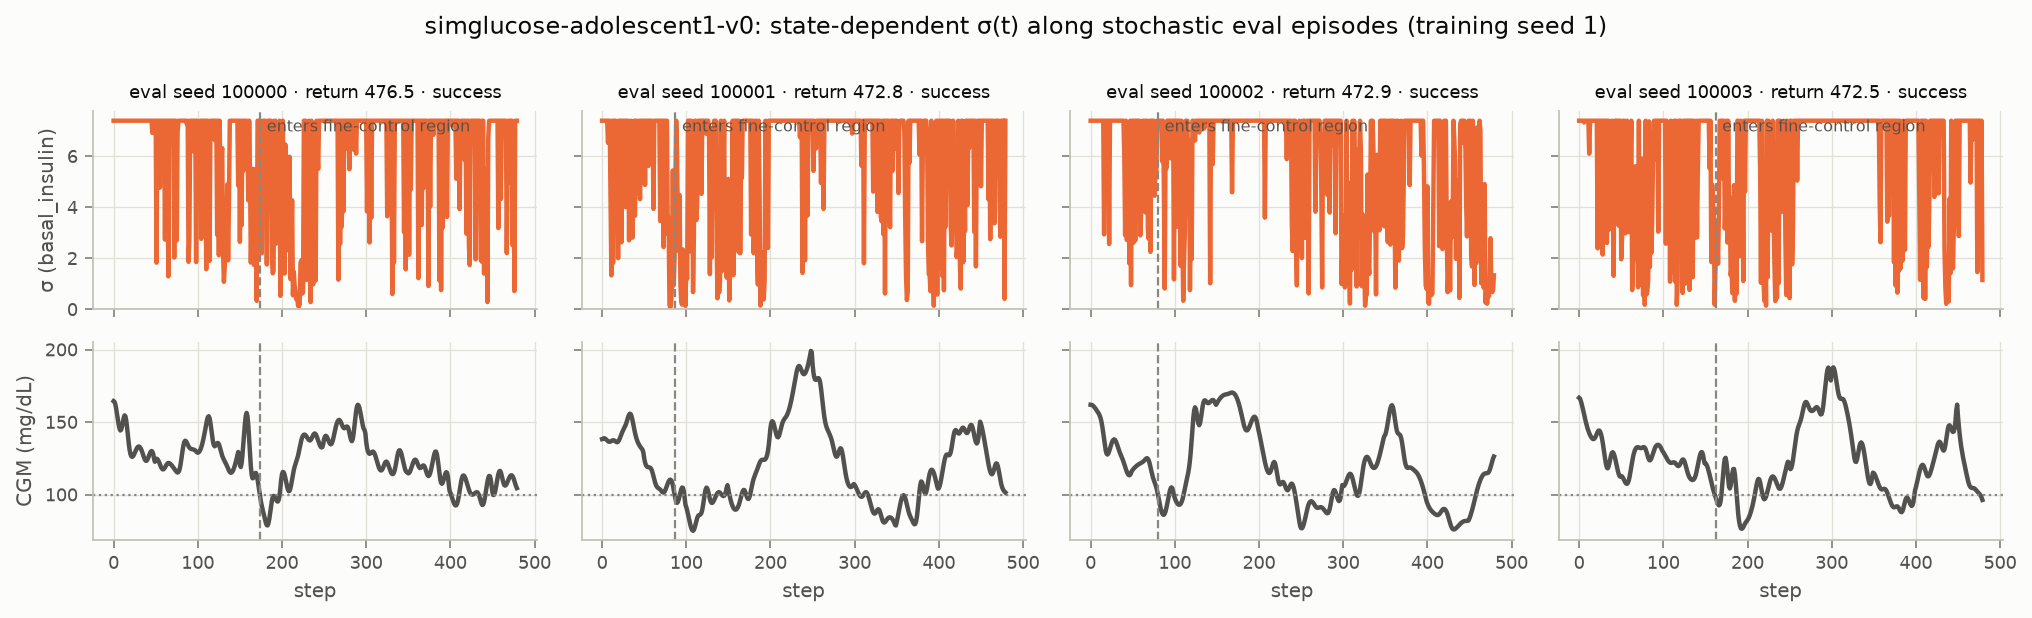 simglucose-adolescent1-v0: state-dependent σ(t) along stochastic eval episodes (training seed 1)
eval seed 100000 · return 476.5 · success
eval seed 100001 · return 472.8 · success
eval seed 100002 · return 472.9 · success
eval seed 100003 · return 472.5 · success
enters fine-control region
enters fine-control region
enters fine-control region
enters fine-control region
σ (basal_insulin)
6
4
2
0
CGM (mg/dL)
200
150
100
0 100 200 300 400 500
0 100 200 300 400 500
0 100 200 300 400 500
0 100 200 300 400 500
step
step
step
step